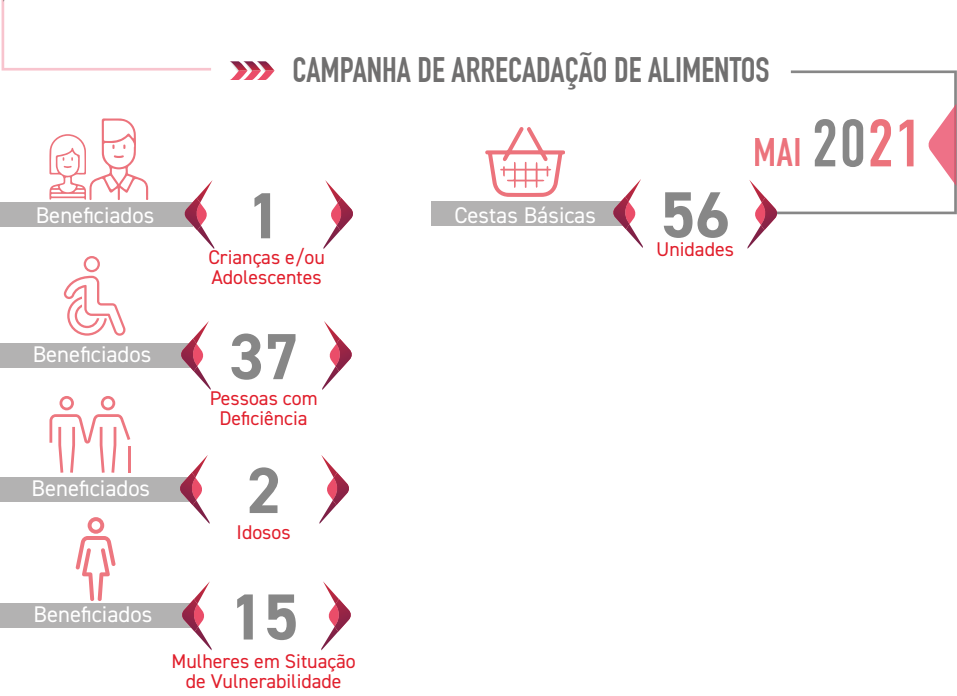 CAMPANHA DE ARRECADAÇÃO DE ALIMENTOS
MAI 2021
Beneficiados
1
Crianças e/ou
Adolescentes
Cestas Básicas
56
Unidades
Beneficiados
37
Pessoas com
Deficiência
Beneficiados
2
Idosos
Beneficiados
15
Mulheres em Situação
de Vulnerabilidade